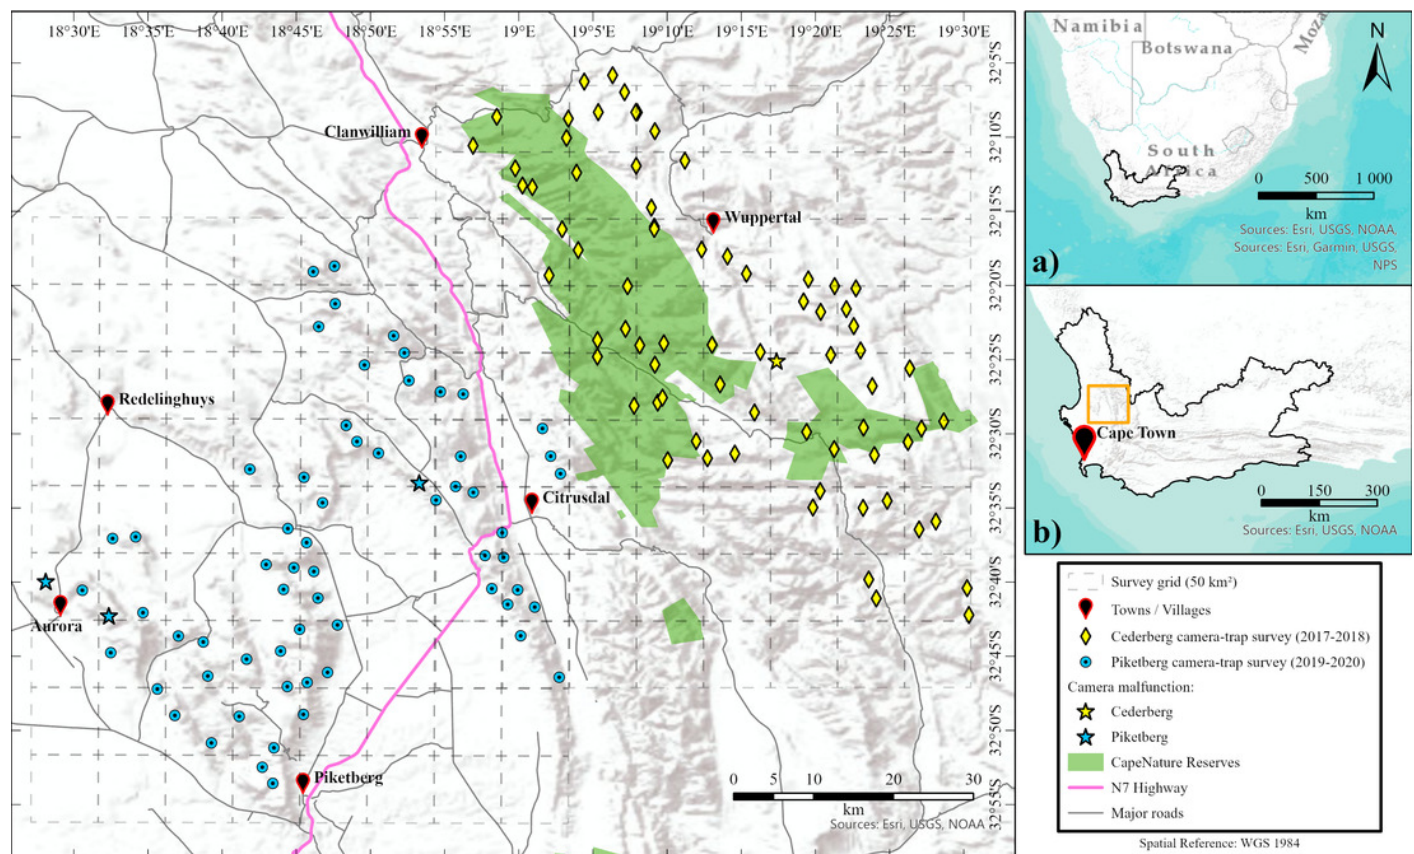 18°30'E 18°35'E 18°40'E 18°45'E 18°50'E 18°55'E 19°0'E 19°5'E 19°10'E 19°15'E 19°20'E 19°25'E 19°30'E
32°5'S
32°10'S
32°15'S
32°20'S
32°25'S
32°30'S
32°35'S
32°40'S
32°45'S
32°50'S
32°55'S
Clanwilliam
Wuppertal
Redelinghuys
Citrusdal
Aurora
Piketberg
0 5 10 20 30
km
Sources: Esri, USGS, NOAA
Namibia
Botswana
Moza
N
South
Africa
0 500 1 000
km
Sources: Esri, USGS, NOAA,
Sources: Esri, Garmin, USGS,
NPS
a)
Cape Town
0 150 300
km
Sources: Esri, USGS, NOAA
b)
Survey grid (50 km²)
Towns / Villages
Cederberg camera-trap survey (2017-2018)
Piketberg camera-trap survey (2019-2020)
Camera malfunction:
Cederberg
Piketberg
CapeNature Reserves
N7 Highway
Major roads
Spatial Reference: WGS 1984